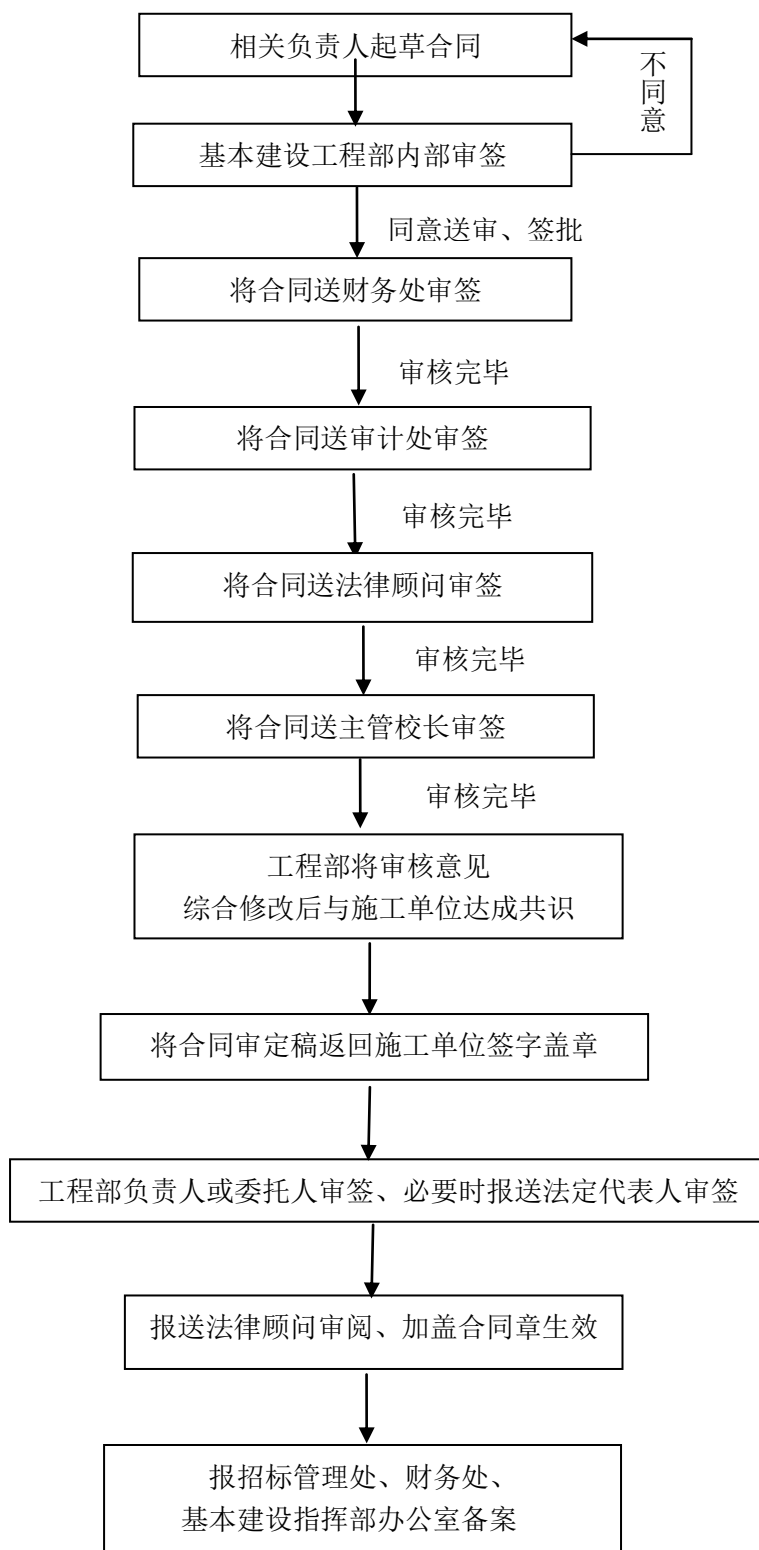 相关负责人起草合同
不同意
基本建设工程部内部审签
同意送审、签批
将合同送财务处审签
审核完毕
将合同送审计处审签
审核完毕
将合同送法律顾问审签
审核完毕
将合同送主管校长审签
审核完毕
工程部将审核意见
综合修改后与施工单位达成共识
将合同审定稿返回施工单位签字盖章
工程部负责人或委托人审签、必要时报送法定代表人审签
报送法律顾问审阅、加盖合同章生效
报招标管理处、财务处、
基本建设指挥部办公室备案